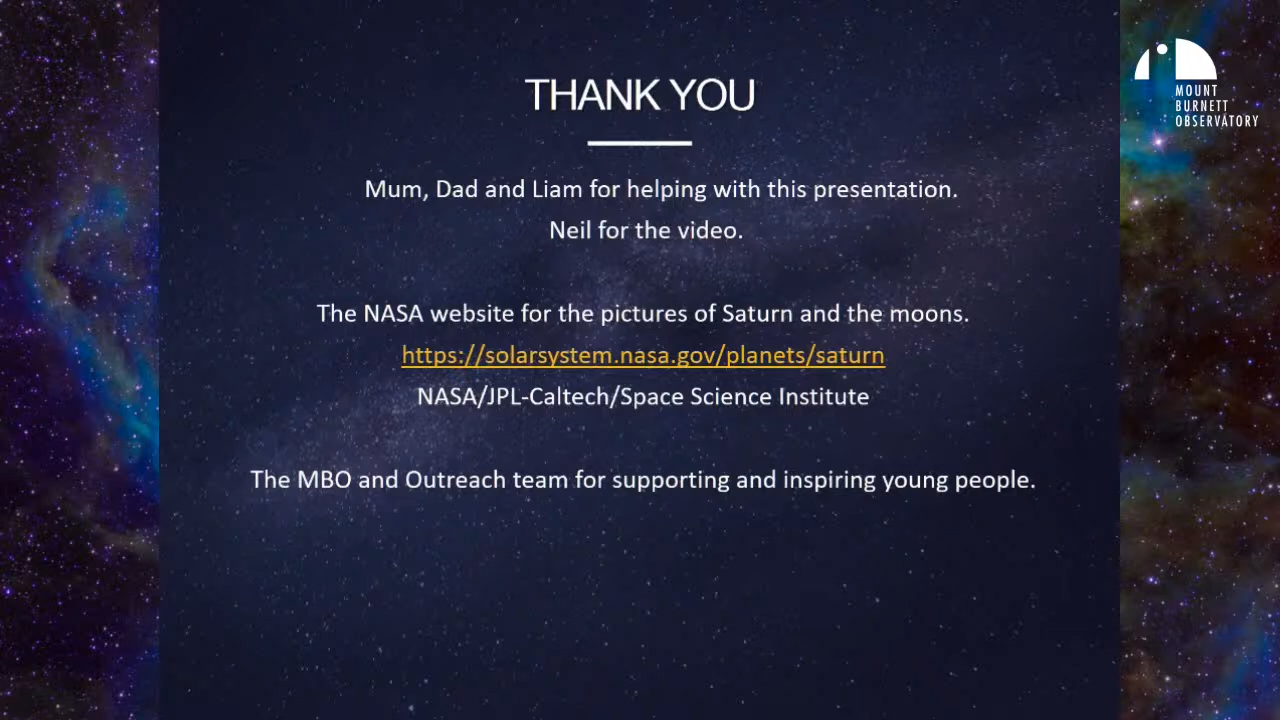 THANK YOU
Mum, Dad and Liam for helping with this presentation.
Neil for the video.
The NASA website for the pictures of Saturn and the moons.
https://solarsystem.nasa.gov/planets/saturn
NASA/JPL-Caltech/Space Science Institute
The MBO and Outreach team for supporting and inspiring young people.
MOUNT
BURNETT
OBSERVATORY